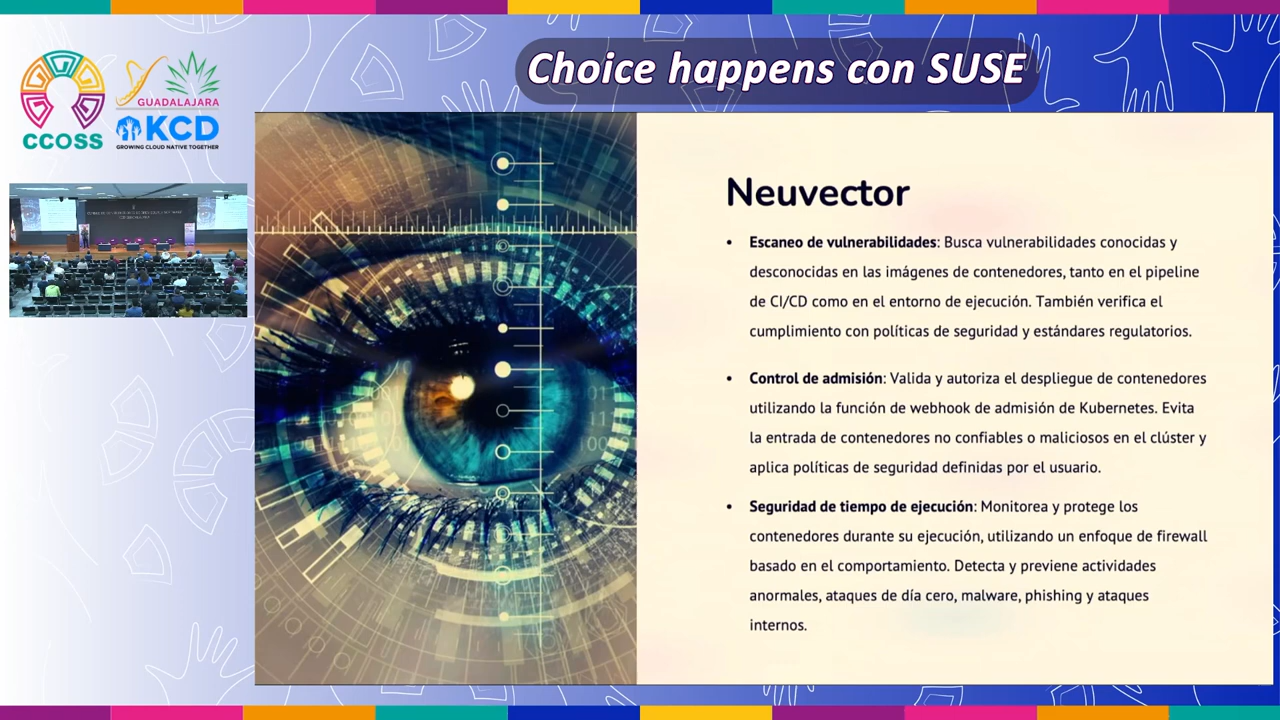 Choice happens con SUSE
CCOSS
GUADALAJARA
KCD
GROWING CLOUD NATIVE TOGETHER
Neuvector
• Escaneo de vulnerabilidades: Busca vulnerabilidades conocidas y
desconocidas en las imágenes de contenedores, tanto en el pipeline
de CI/CD como en el entorno de ejecución. También verifica el
cumplimiento con políticas de seguridad y estándares regulatorios.
• Control de admisión: Valida y autoriza el despliegue de contenedores
utilizando la función de webhook de admisión de Kubernetes. Evita
la entrada de contenedores no confiables o maliciosos en el clúster y
aplica políticas de seguridad definidas por el usuario.
• Seguridad de tiempo de ejecución: Monitorea y protege los
contenedores durante su ejecución, utilizando un enfoque de firewall
basado en el comportamiento. Detecta y previene actividades
anormales, ataques de día cero, malware, phishing y ataques
internos.